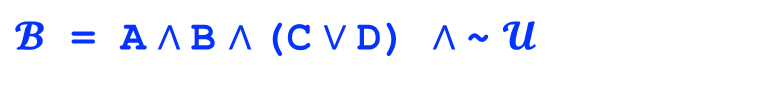 ℬ = A ∧ B ∧ (C ∨ D) ∧ ~ 𝒰